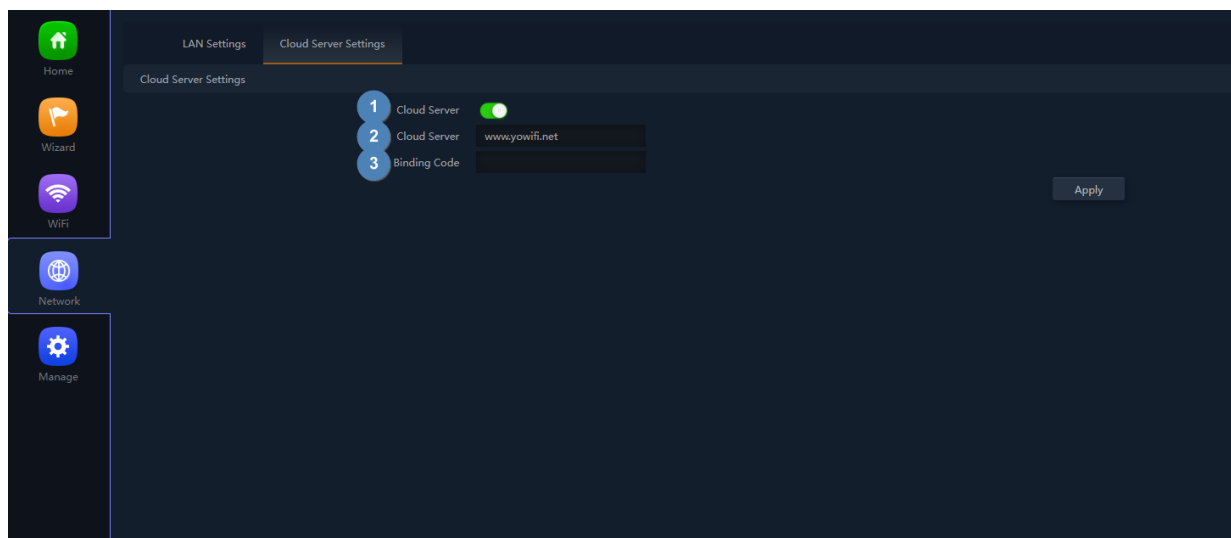 Home
Wizard
WiFi
Network
Manage
LAN Settings Cloud Server Settings
Cloud Server Settings
1 Cloud Server
2 Cloud Server www.yowifi.net
3 Binding Code
Apply